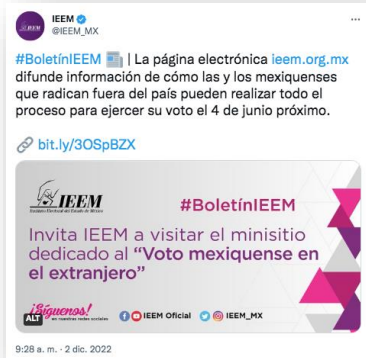 IEEM
@IEEM_MX
#BoletínIEEM | La página electrónica ieem.org.mx
difunde información de cómo las y los mexiquenses
que radican fuera del país pueden realizar todo el
proceso para ejercer su voto el 4 de junio próximo.
bit.ly/3OSpBZX
IEEM
Instituto Electoral del Estado de México
#BoletínIEEM
Invita IEEM a visitar el minisitio
dedicado al “Voto mexiquense en
el extranjero”
¡Síguenos!
en nuestras redes sociales
ALT
IEEM Oficial
IEEM_MX
9:28 a. m. · 2 dic. 2022